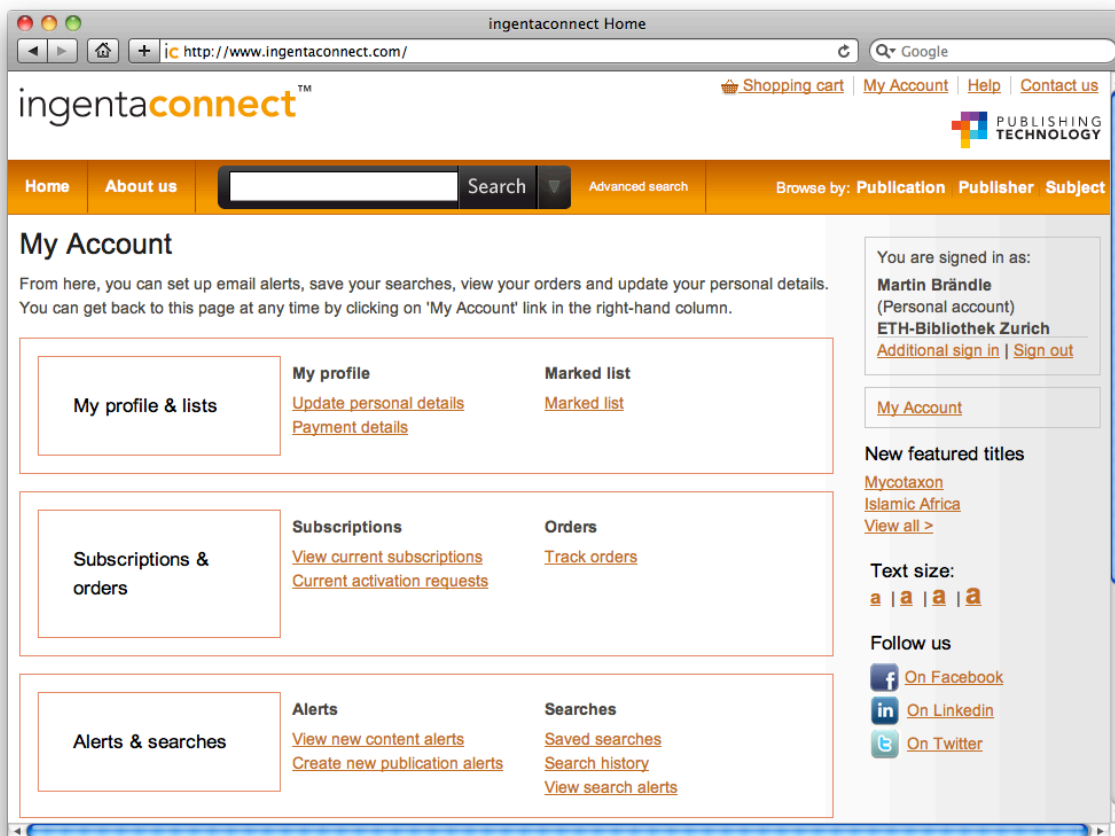 ingentaconnect Home
ic http://www.ingentaconnect.com/
Google
ingentaconnect™
Shopping cart My Account Help Contact us
PUBLISHING
TECHNOLOGY
Home About us Search Advanced search Browse by: Publication Publisher Subject
My Account
From here, you can set up email alerts, save your searches, view your orders and update your personal details.
You can get back to this page at any time by clicking on 'My Account' link in the right-hand column.
My profile & lists
My profile
Update personal details
Payment details
Marked list
Marked list
Subscriptions &
orders
Subscriptions
View current subscriptions
Current activation requests
Orders
Track orders
Alerts & searches
Alerts
View new content alerts
Create new publication alerts
Searches
Saved searches
Search history
View search alerts
You are signed in as:
Martin Brändle
(Personal account)
ETH-Bibliothek Zurich
Additional sign in | Sign out
My Account
New featured titles
Mycotaxon
Islamic Africa
View all >
Text size:
a | a | a | a
Follow us
f On Facebook
in On Linkedin
t On Twitter